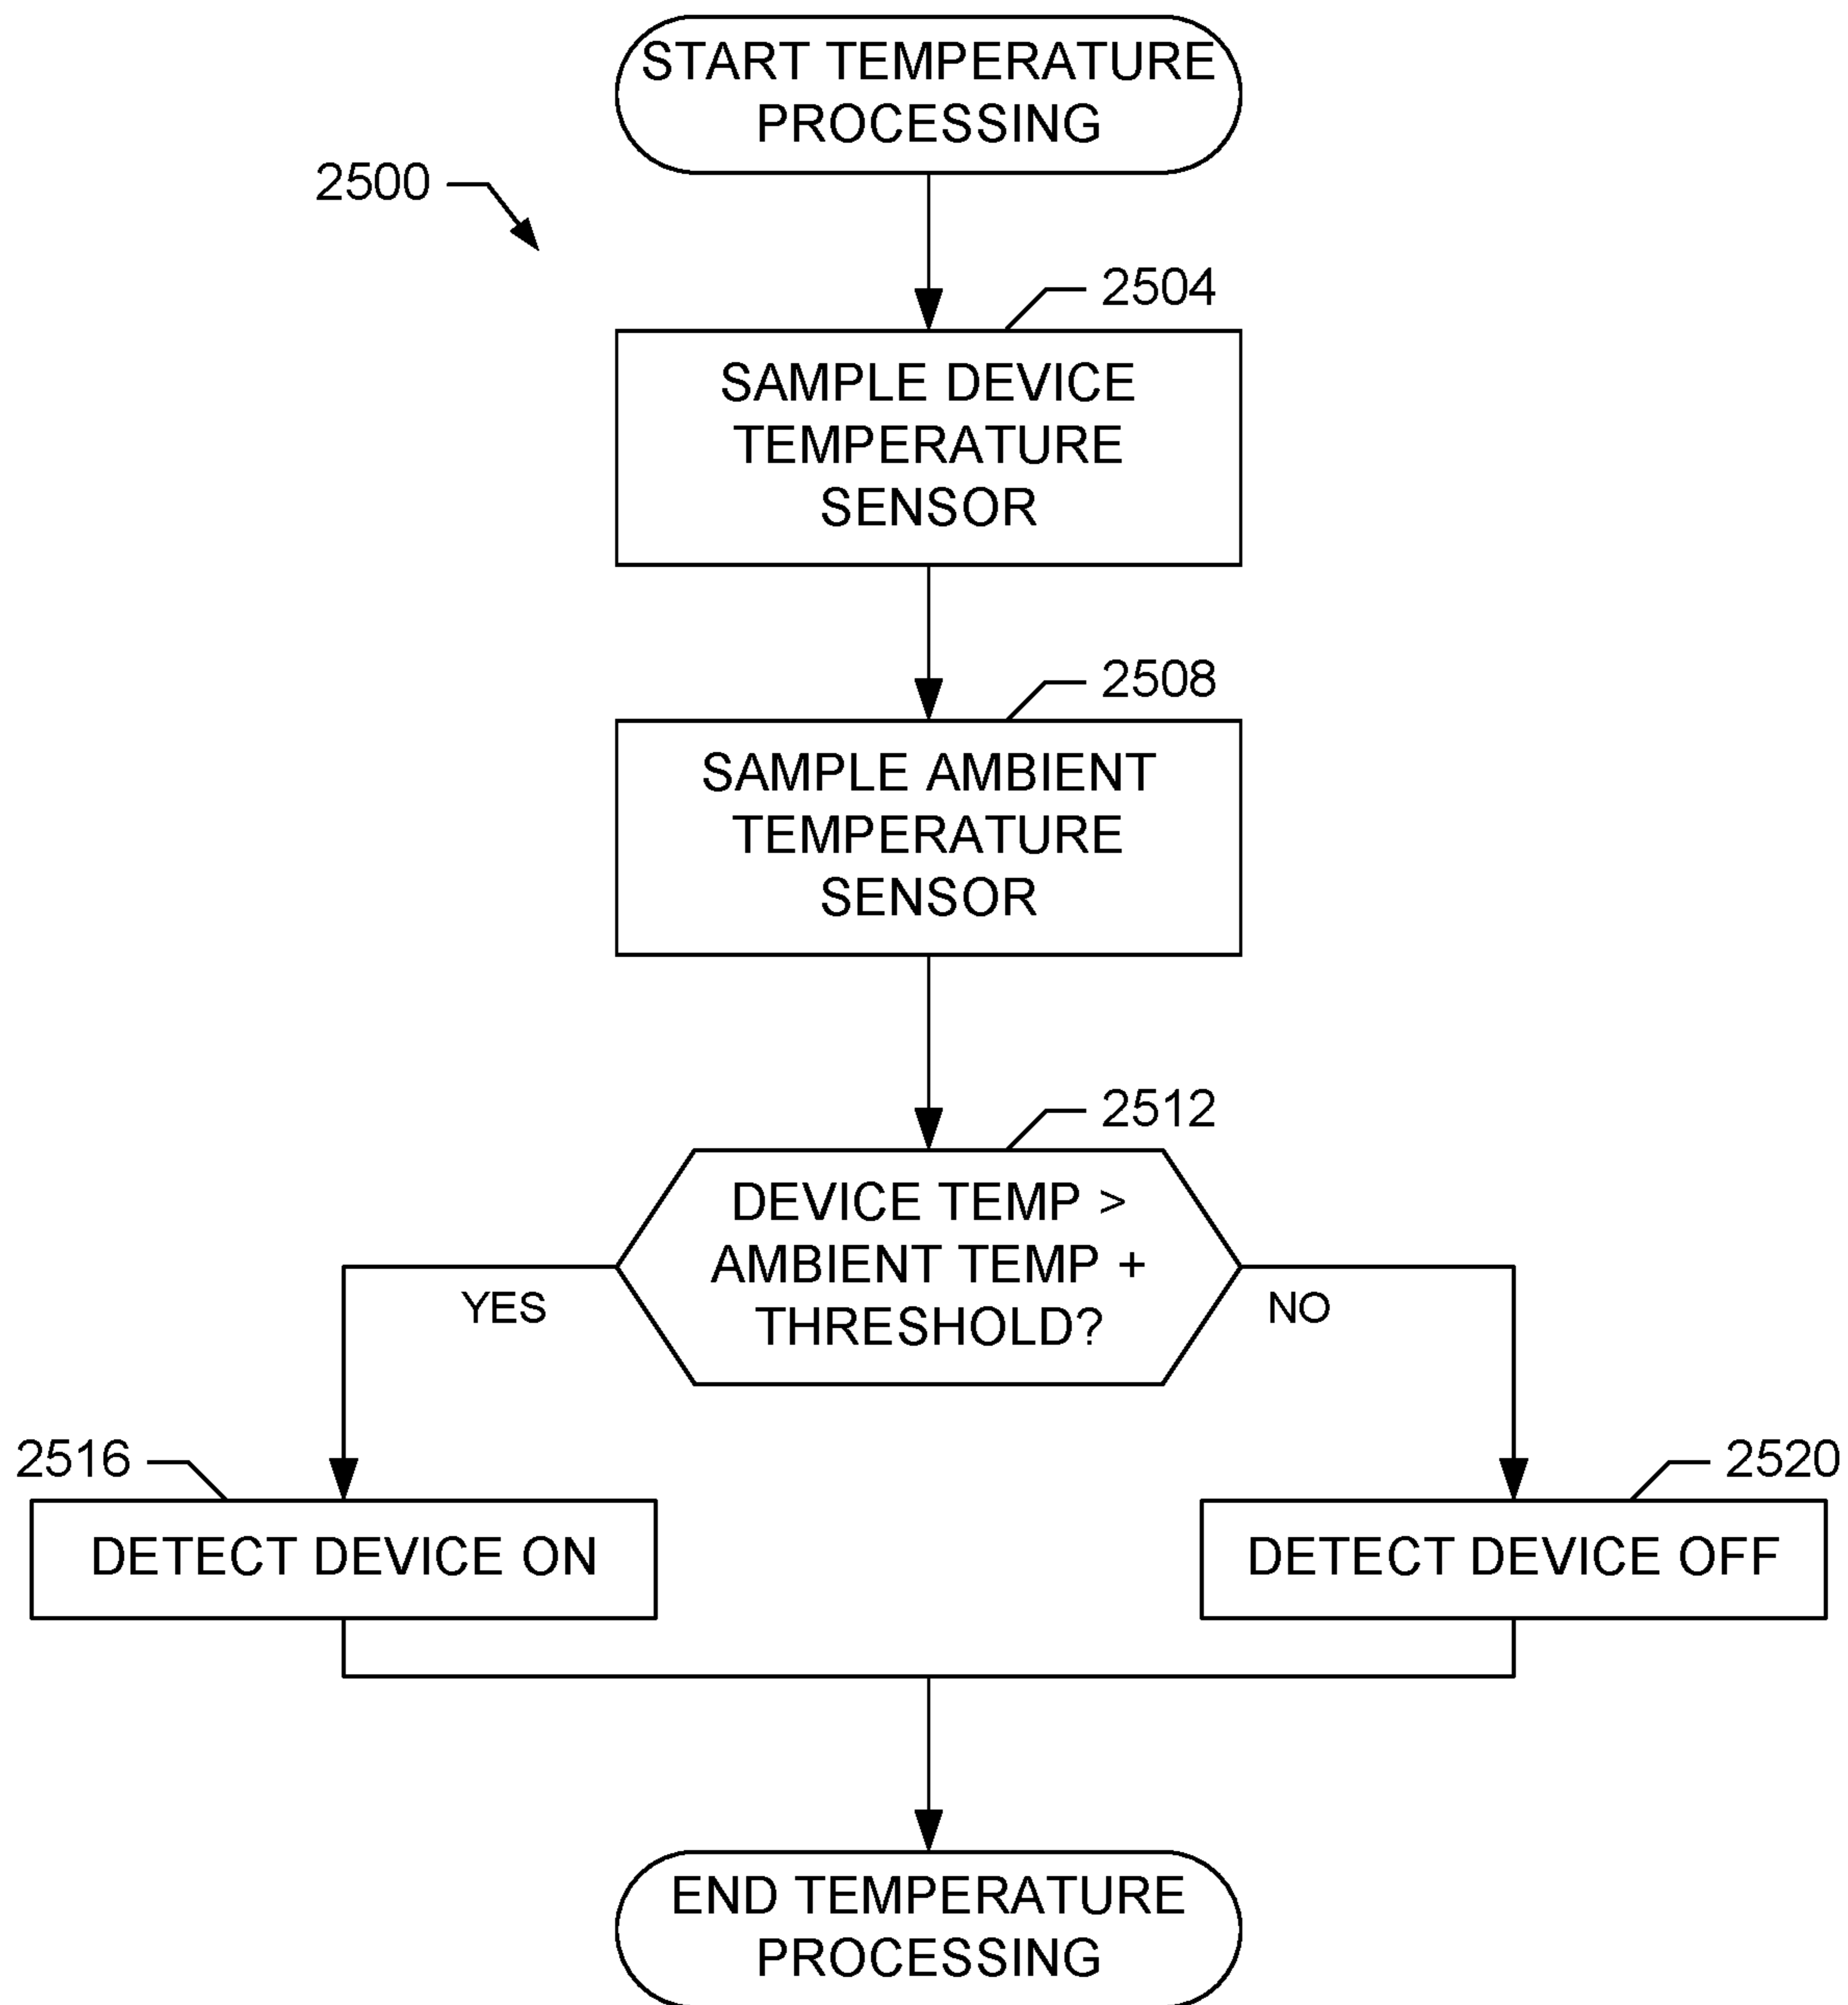 START TEMPERATURE
PROCESSING
2500
2504
SAMPLE DEVICE
TEMPERATURE
SENSOR
2508
SAMPLE AMBIENT
TEMPERATURE
SENSOR
2512
DEVICE TEMP >
AMBIENT TEMP +
THRESHOLD?
YES
NO
2516
2520
DETECT DEVICE ON
DETECT DEVICE OFF
END TEMPERATURE
PROCESSING